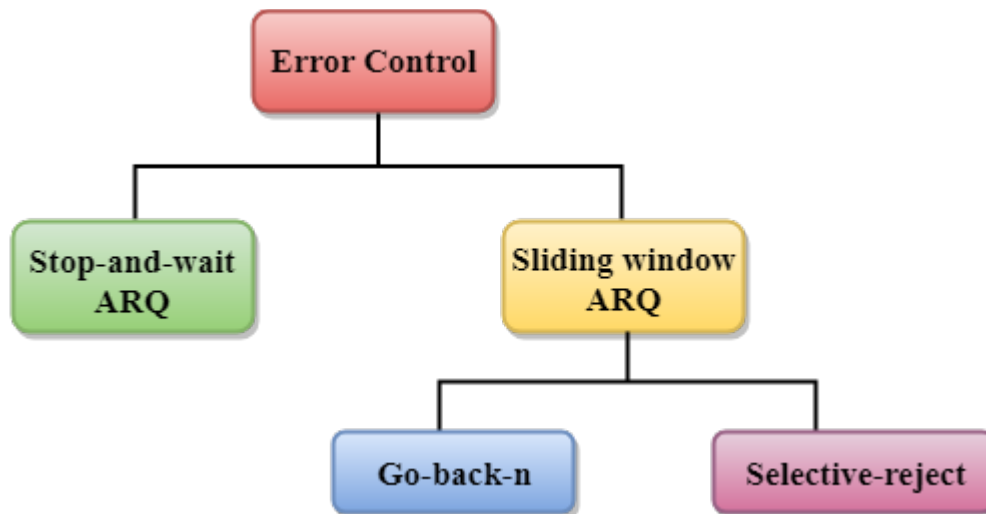 Error Control
Stop-and-wait
ARQ
Sliding window
ARQ
Go-back-n
Selective-reject